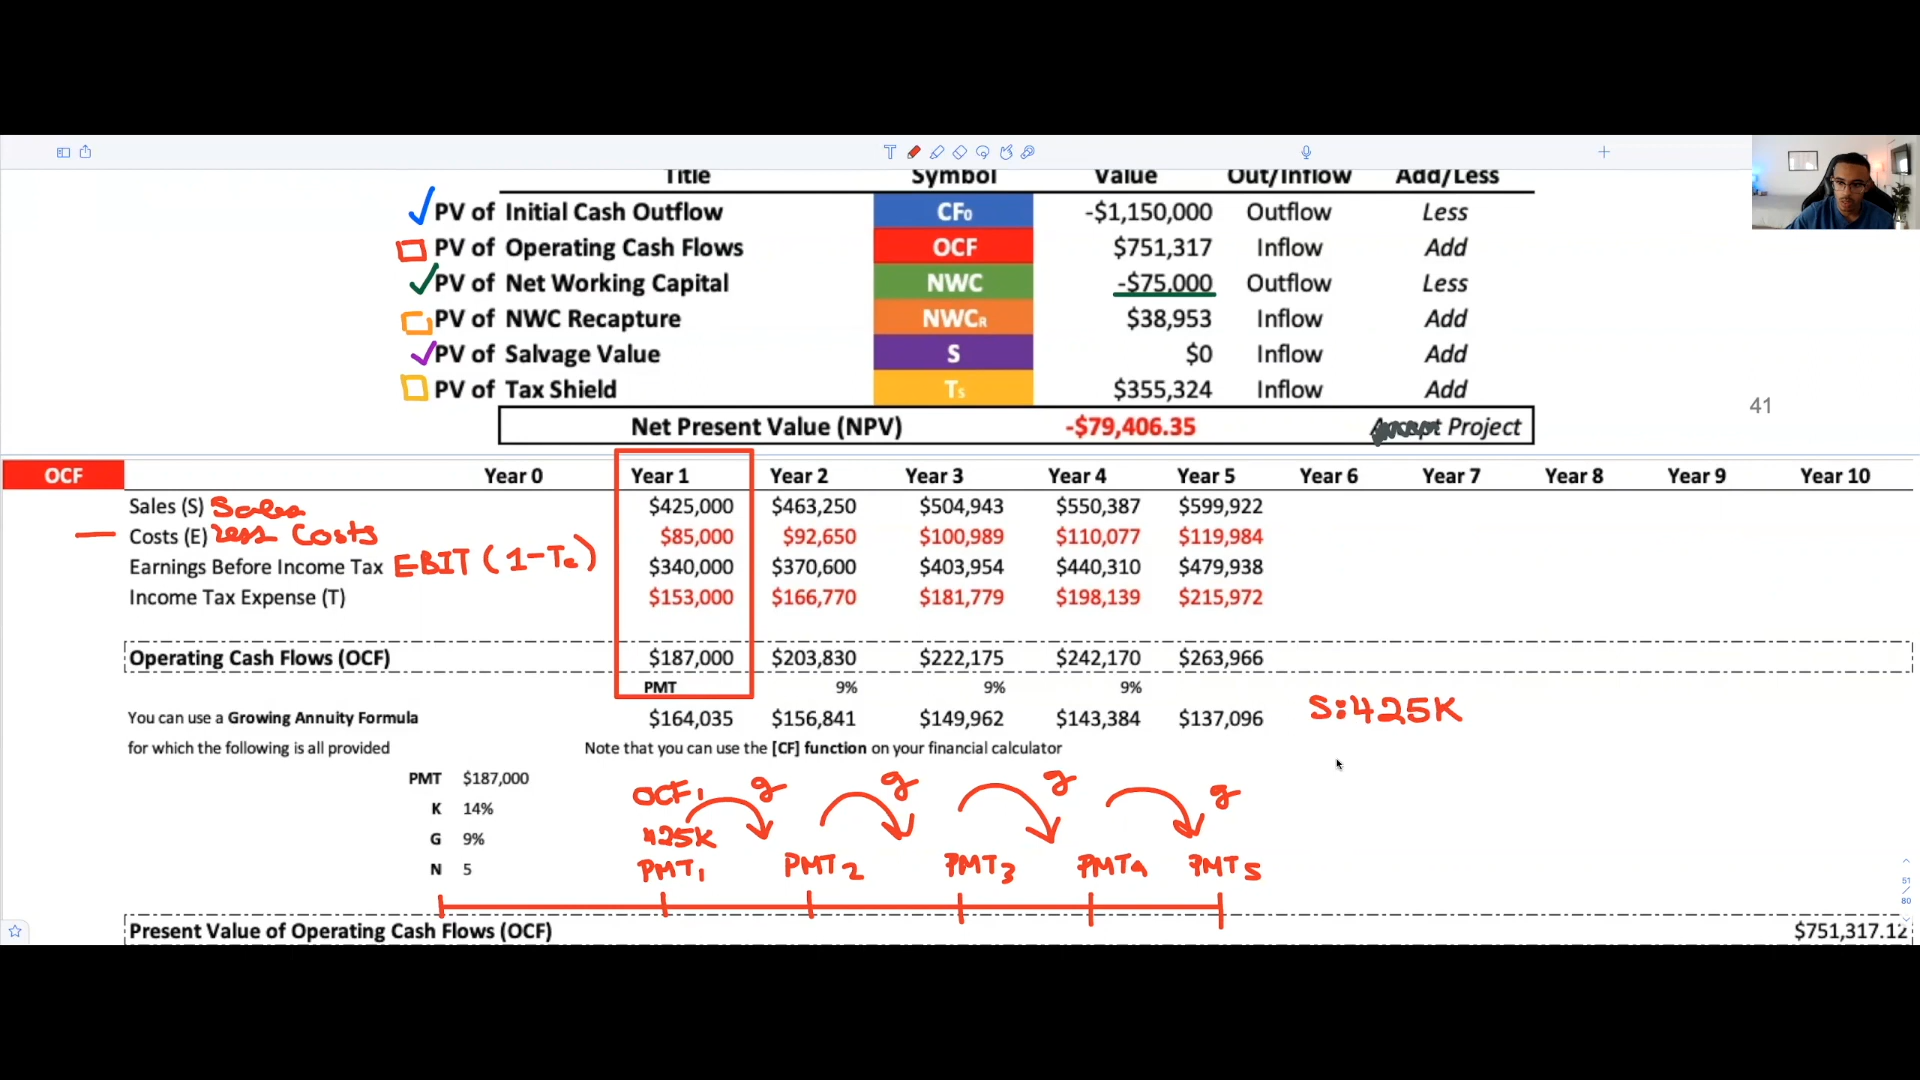 Title Symbol Value Out/Inflow Add/Less
PV of Initial Cash Outflow CF₀ -$1,150,000 Outflow Less
PV of Operating Cash Flows OCF $751,317 Inflow Add
PV of Net Working Capital NWC -$75,000 Outflow Less
PV of NWC Recapture NWCR $38,953 Inflow Add
PV of Salvage Value S $0 Inflow Add
PV of Tax Shield Ts $355,324 Inflow Add
Net Present Value (NPV) -$79,406.35 Project
41
OCF Year 0 Year 1 Year 2 Year 3 Year 4 Year 5 Year 6 Year 7 Year 8 Year 9 Year 10
Sales (S) Sales $425,000 $463,250 $504,943 $550,387 $599,922
— Costs (E) less Costs $85,000 $92,650 $100,989 $110,077 $119,984
Earnings Before Income Tax EBIT (1-Tc) $340,000 $370,600 $403,954 $440,310 $479,938
Income Tax Expense (T) $153,000 $166,770 $181,779 $198,139 $215,972
Operating Cash Flows (OCF) $187,000 $203,830 $222,175 $242,170 $263,966
PMT 9% 9% 9%
You can use a Growing Annuity Formula $164,035 $156,841 $149,962 $143,384 $137,096 S:425K
for which the following is all provided Note that you can use the [CF] function on your financial calculator
PMT $187,000 OCF₁ g g g g
K 14%
G 9% 425K
N 5 PMT₁ PMT₂ PMT₃ PMT₄ PMT₅
51
/
80
Present Value of Operating Cash Flows (OCF) $751,317.12